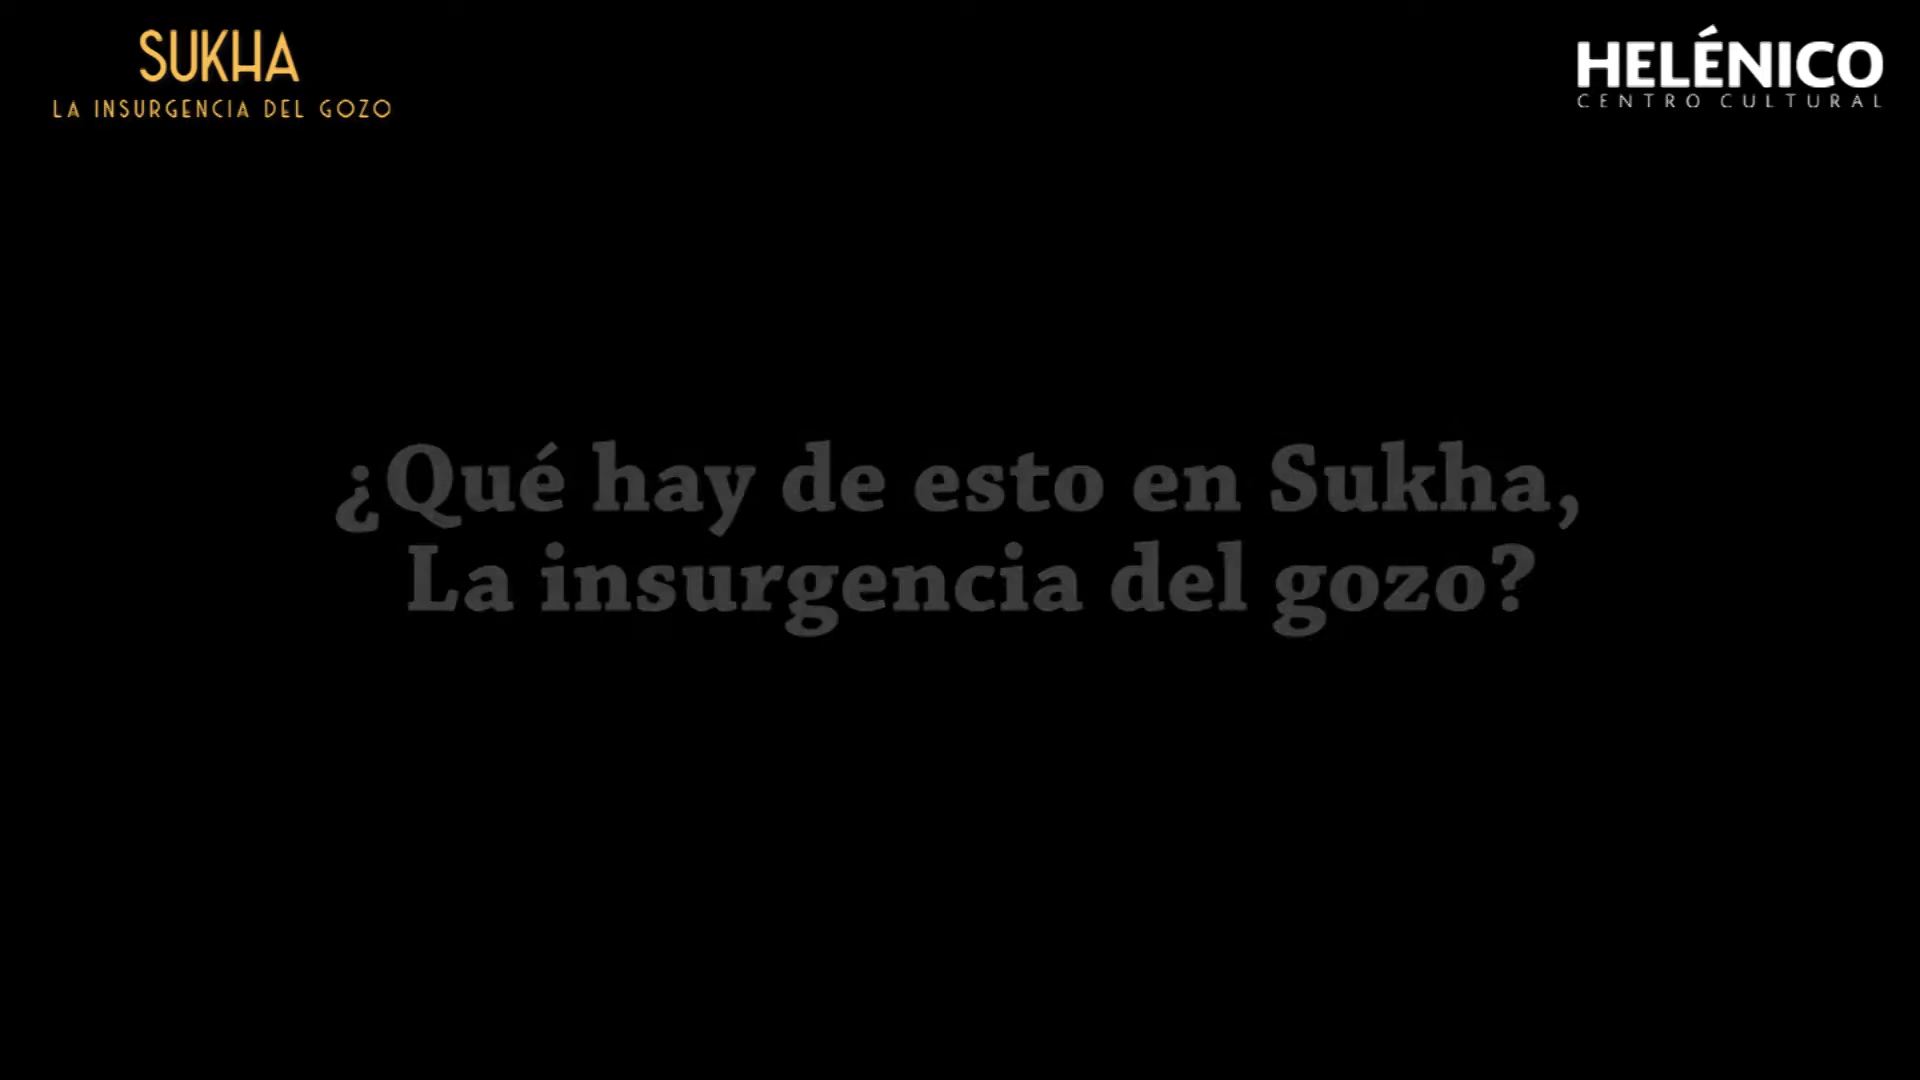 SUKHA
LA INSURGENCIA DEL GOZO
HELÉNICO
CENTRO CULTURAL
¿Qué hay de esto en Sukha,
La insurgencia del gozo?